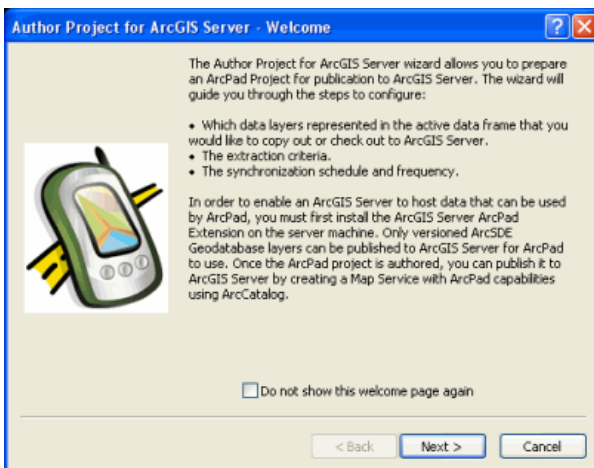 Author Project for ArcGIS Server - Welcome
The Author Project for ArcGIS Server wizard allows you to prepare
an ArcPad Project for publication to ArcGIS Server. The wizard will
guide you through the steps to configure:
• Which data layers represented in the active data frame that you
would like to copy out or check out to ArcGIS Server.
• The extraction criteria.
• The synchronization schedule and frequency.
In order to enable an ArcGIS Server to host data that can be used
by ArcPad, you must first install the ArcGIS Server ArcPad
Extension on the server machine. Only versioned ArcSDE
Geodatabase layers can be published to ArcGIS Server for ArcPad
to use. Once the ArcPad project is authored, you can publish it to
ArcGIS Server by creating a Map Service with ArcPad capabilities
using ArcCatalog.
Do not show this welcome page again
< Back Next > Cancel